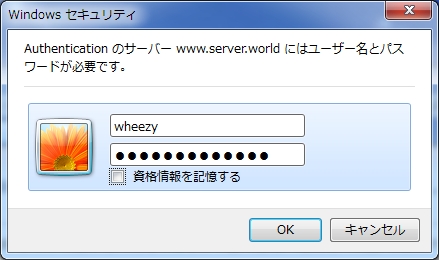 Windows セキュリティ
Authentication のサーバー www.server.world にはユーザー名とパス
ワードが必要です。
wheezy
●●●●●●●●●●●●●
資格情報を記憶する
OK
キャンセル